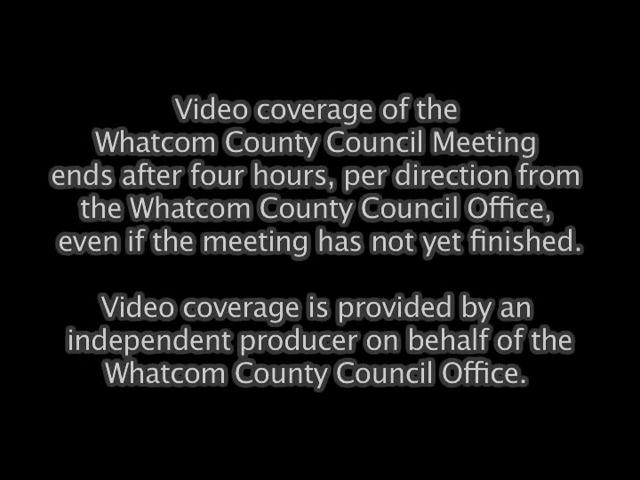 Video coverage of the
Whatcom County Council Meeting
ends after four hours, per direction from
the Whatcom County Council Office,
even if the meeting has not yet finished.
Video coverage is provided by an
independent producer on behalf of the
Whatcom County Council Office.